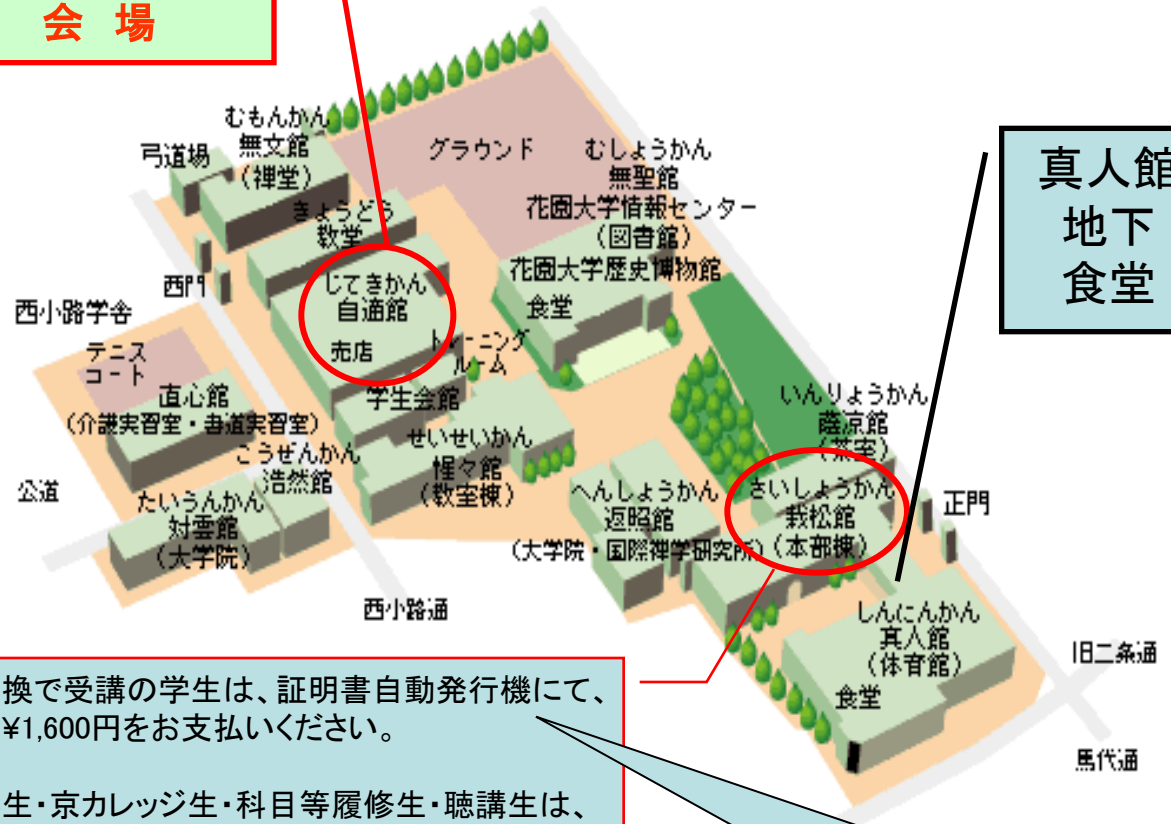 会 場
むもんかん
無文館
(禅堂)
弓道場
グラウンド
むしょうかん
無聖館
花園大学情報センター
(図書館)
花園大学歴史博物館
食堂
きょうどう
教堂
西門
じてきかん
自適館
売店
トレーニング
ルーム
学生会館
西小路学舎
テニス
コート
直心館
(介護実習室・書道実習室)
こうぜんかん
浩然館
せいせいかん
惺々館
(教室棟)
公道
たいうんかん
対雲館
(大学院)
西小路通
へんしょうかん
返照館
(大学院・国際禅学研究所)
いんりょうかん
蔭凉館
(茶室)
さいしょうかん
栽松館
(本部棟)
正門
しんにんかん
真人館
(体育館)
食堂
旧二条通
馬代通
真人館
地下
食堂
換で受講の学生は、証明書自動発行機にて、
¥1,600円をお支払いください。
生・京カレッジ生・科目等履修生・聴講生は、